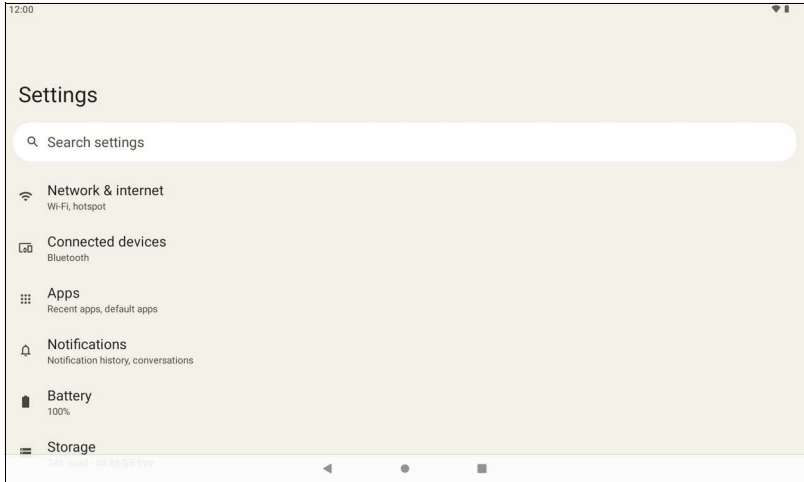 12:00
Settings
Search settings
Network & internet
Wi-Fi, hotspot
Connected devices
Bluetooth
Apps
Recent apps, default apps
Notifications
Notification history, conversations
Battery
100%
Storage